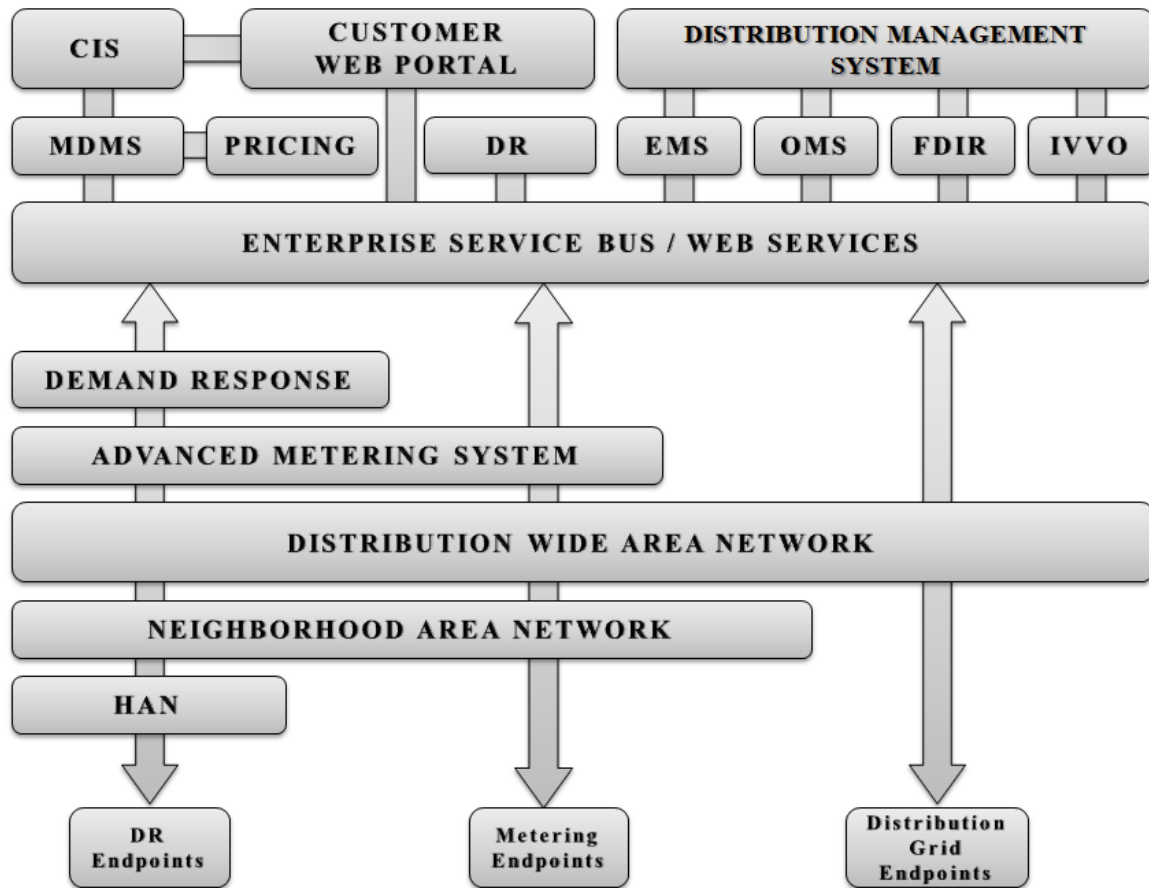 CIS
CUSTOMER
WEB PORTAL
DISTRIBUTION MANAGEMENT
SYSTEM
MDMS
PRICING
DR
EMS
OMS
FDIR
IVVO
ENTERPRISE SERVICE BUS / WEB SERVICES
DEMAND RESPONSE
ADVANCED METERING SYSTEM
DISTRIBUTION WIDE AREA NETWORK
NEIGHBORHOOD AREA NETWORK
HAN
DR
Endpoints
Metering
Endpoints
Distribution
Grid
Endpoints